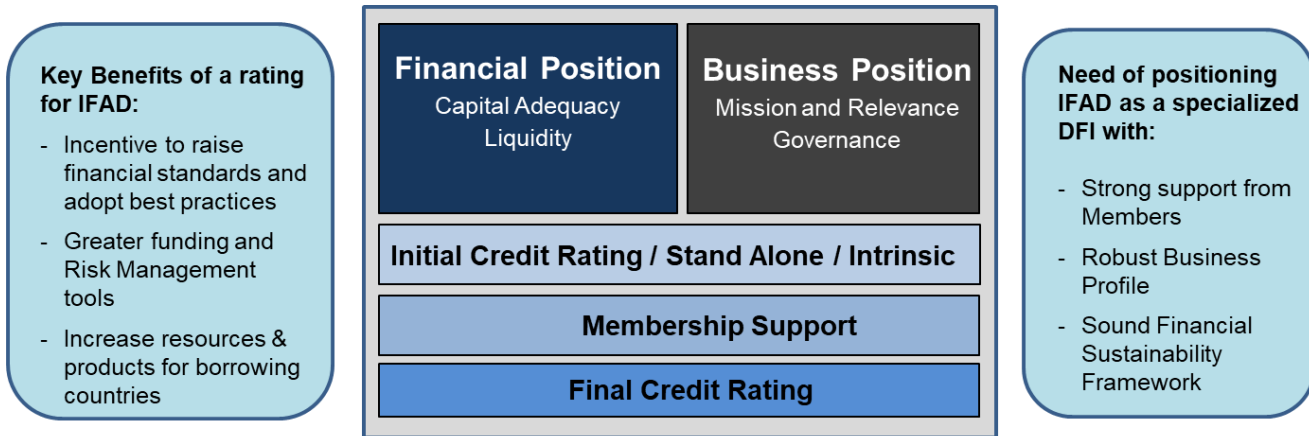 Key Benefits of a rating
for IFAD:
- Incentive to raise
financial standards and
adopt best practices
- Greater funding and
Risk Management
tools
- Increase resources &
products for borrowing
countries
Financial Position
Capital Adequacy
Liquidity
Business Position
Mission and Relevance
Governance
Initial Credit Rating / Stand Alone / Intrinsic
Membership Support
Final Credit Rating
Need of positioning
IFAD as a specialized
DFI with:
- Strong support from
Members
- Robust Business
Profile
- Sound Financial
Sustainability
Framework